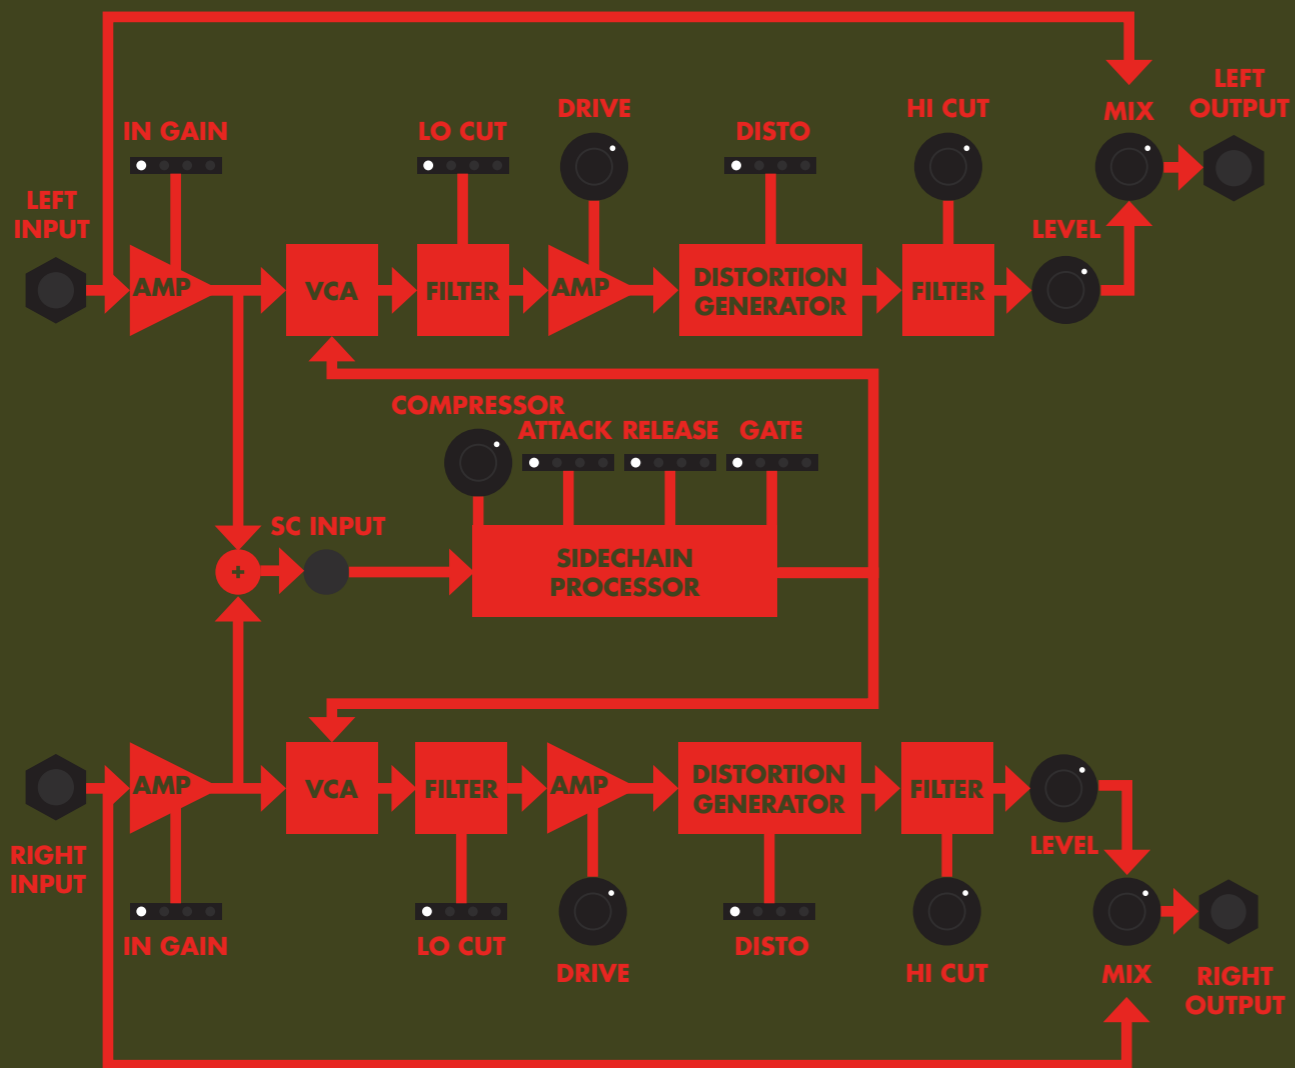 LEFT
OUTPUT
MIX
DRIVE
HI CUT
IN GAIN
LO CUT
DISTO
LEFT
INPUT
LEVEL
AMP
VCA
FILTER
AMP
DISTORTION
GENERATOR
FILTER
COMPRESSOR
ATTACK
RELEASE
GATE
SC INPUT
+
SIDECHAIN
PROCESSOR
AMP
VCA
FILTER
AMP
DISTORTION
GENERATOR
FILTER
LEVEL
RIGHT
INPUT
IN GAIN
LO CUT
DRIVE
DISTO
HI CUT
MIX
RIGHT
OUTPUT